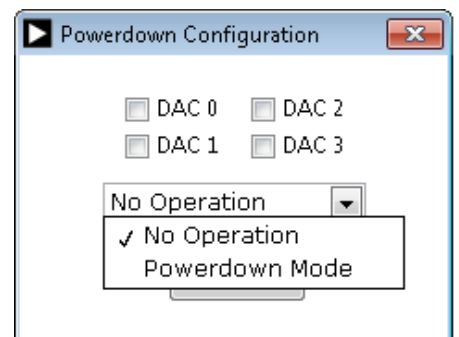 Powerdown Configuration
DAC 0 DAC 2
DAC 1 DAC 3
No Operation
No Operation
Powerdown Mode